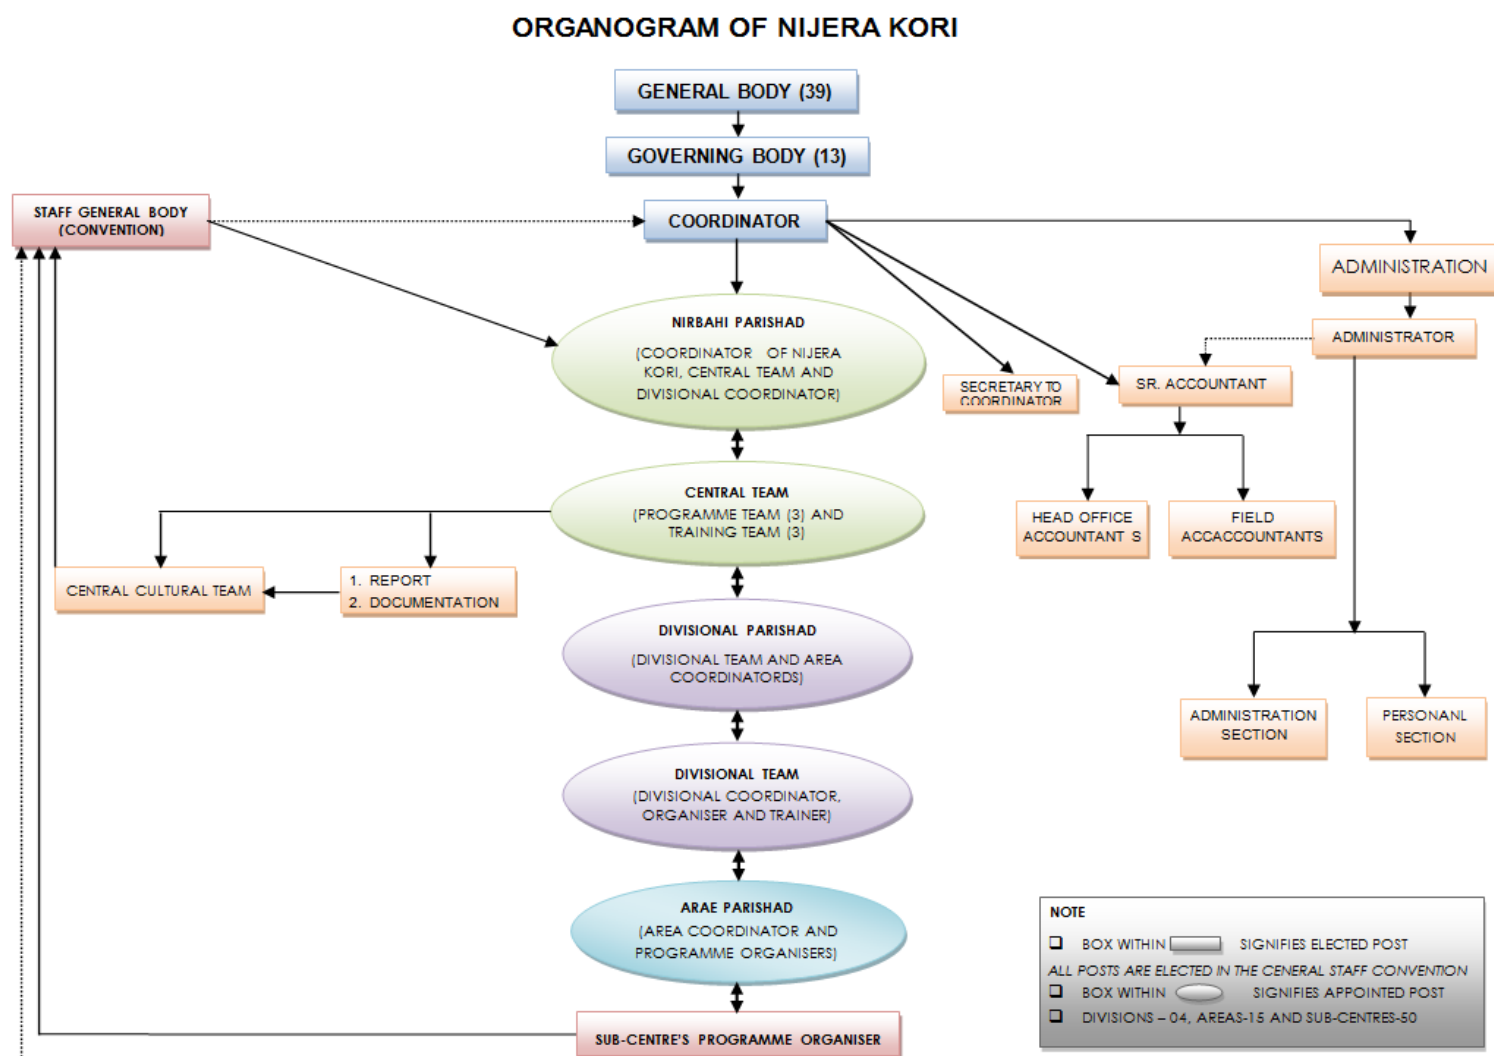 ORGANOGRAM OF NIJERA KORI
GENERAL BODY (39)
GOVERNING BODY (13)
STAFF GENERAL BODY
(CONVENTION)
COORDINATOR
ADMINISTRATION
NIRBAHI PARISHAD
(COORDINATOR OF NIJERA
KORI, CENTRAL TEAM AND
DIVISIONAL COORDINATOR)
ADMINISTRATOR
SECRETARY TO
COORDINATOR
SR. ACCOUNTANT
CENTRAL TEAM
(PROGRAMME TEAM (3) AND
TRAINING TEAM (3)
HEAD OFFICE
ACCOUNTANT S
FIELD
ACCACCOUNTANTS
CENTRAL CULTURAL TEAM
1. REPORT
2. DOCUMENTATION
DIVISIONAL PARISHAD
(DIVISIONAL TEAM AND AREA
COORDINATORDS)
ADMINISTRATION
SECTION
PERSONANL
SECTION
DIVISIONAL TEAM
(DIVISIONAL COORDINATOR,
ORGANISER AND TRAINER)
ARAE PARISHAD
(AREA COORDINATOR AND
PROGRAMME ORGANISERS)
SUB-CENTRE'S PROGRAMME ORGANISER
NOTE
❑ BOX WITHIN SIGNIFIES ELECTED POST
ALL POSTS ARE ELECTED IN THE CENERAL STAFF CONVENTION
❑ BOX WITHIN SIGNIFIES APPOINTED POST
❑ DIVISIONS – 04, AREAS-15 AND SUB-CENTRES-50